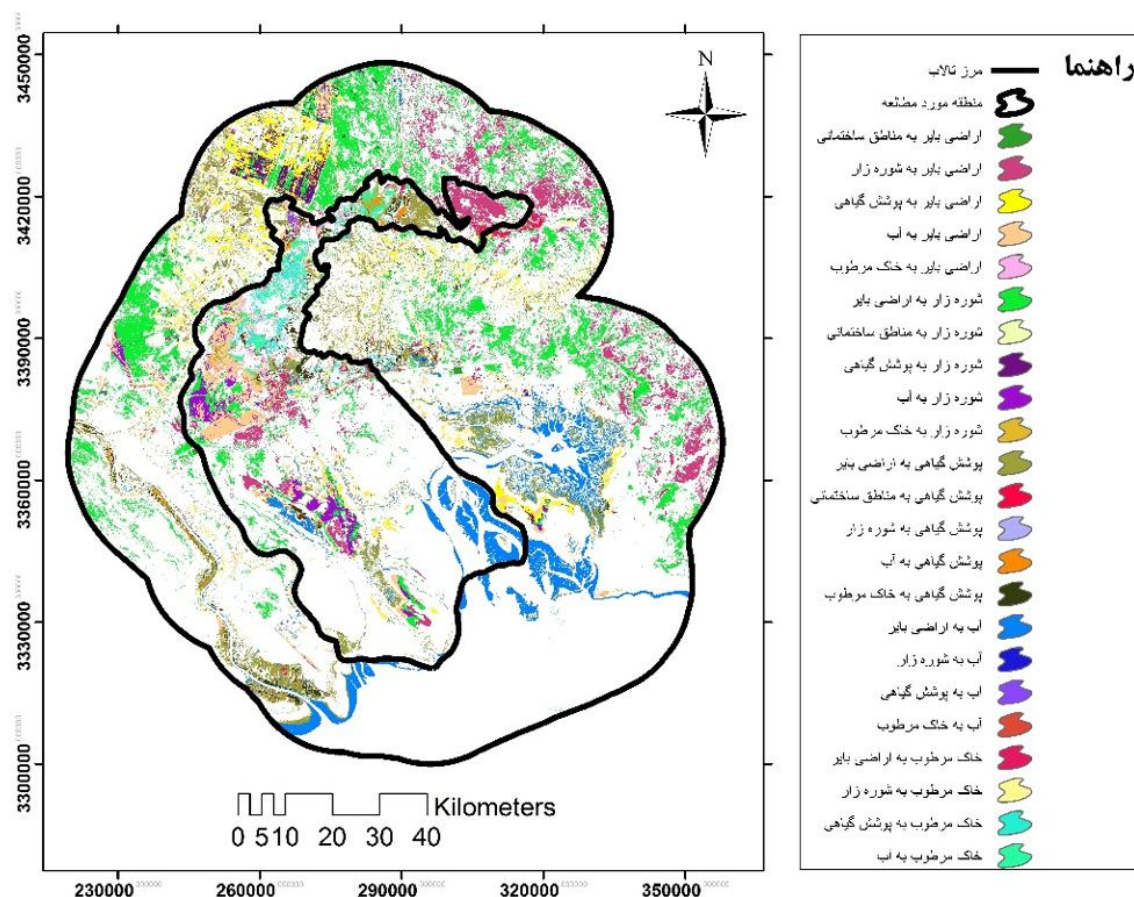 راهنما
مرز تالاب
منطقه مورد مطالعه
اراضی بایر به مناطق ساختمانی
اراضی بایر به شوره زار
اراضی بایر به پوشش گیاهی
اراضی بایر به آب
اراضی بایر به خاک مرطوب
شوره زار به اراضی بایر
شوره زار به مناطق ساختمانی
شوره زار به پوشش گیاهی
شوره زار به آب
شوره زار به خاک مرطوب
پوشش گیاهی به اراضی بایر
پوشش گیاهی به مناطق ساختمانی
پوشش گیاهی به شوره زار
پوشش گیاهی به آب
پوشش گیاهی به خاک مرطوب
آب به اراضی بایر
آب به شوره زار
آب به پوشش گیاهی
آب به خاک مرطوب
خاک مرطوب به اراضی بایر
خاک مرطوب به شوره زار
خاک مرطوب به پوشش گیاهی
خاک مرطوب به آب
N
3450000
3420000
3390000
3360000
3330000
3300000
Kilometers
0 5 10 20 30 40
230000 260000 290000 320000 350000